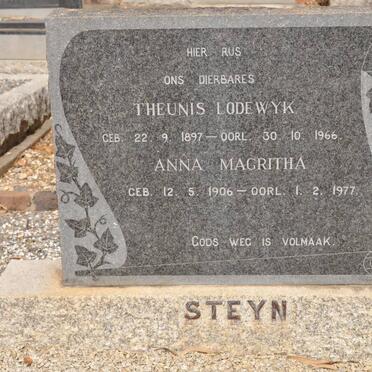 HIER RUS
ONS DIERBARES
THEUNIS LODEWYK
GEB. 22. 9. 1897 — OORL. 30. 10. 1966.
ANNA MAGRITHA
GEB. 12. 5. 1906 — OORL. 1. 2. 1977.
GODS WEG IS VOLMAAK.
STEYN